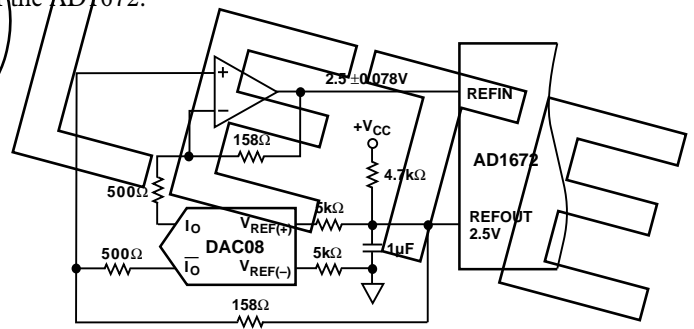 the AD1672.
2.5 ±0.078V
REFIN
+
–
+VCC
158Ω
4.7kΩ
AD1672
500Ω
5kΩ
REFOUT
2.5V
IO
VREF(+)
DAC08
1μF
500Ω
IO
VREF(–)
5kΩ
158Ω